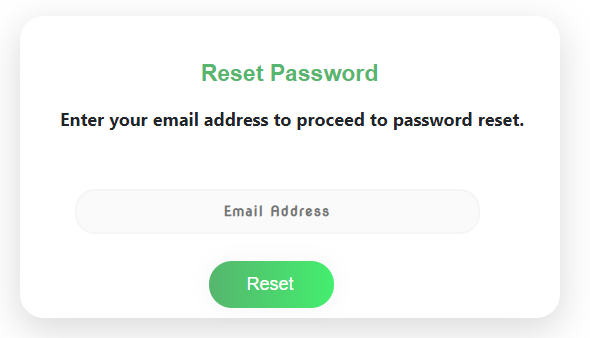 Reset Password
Enter your email address to proceed to password reset.
Email Address
Reset